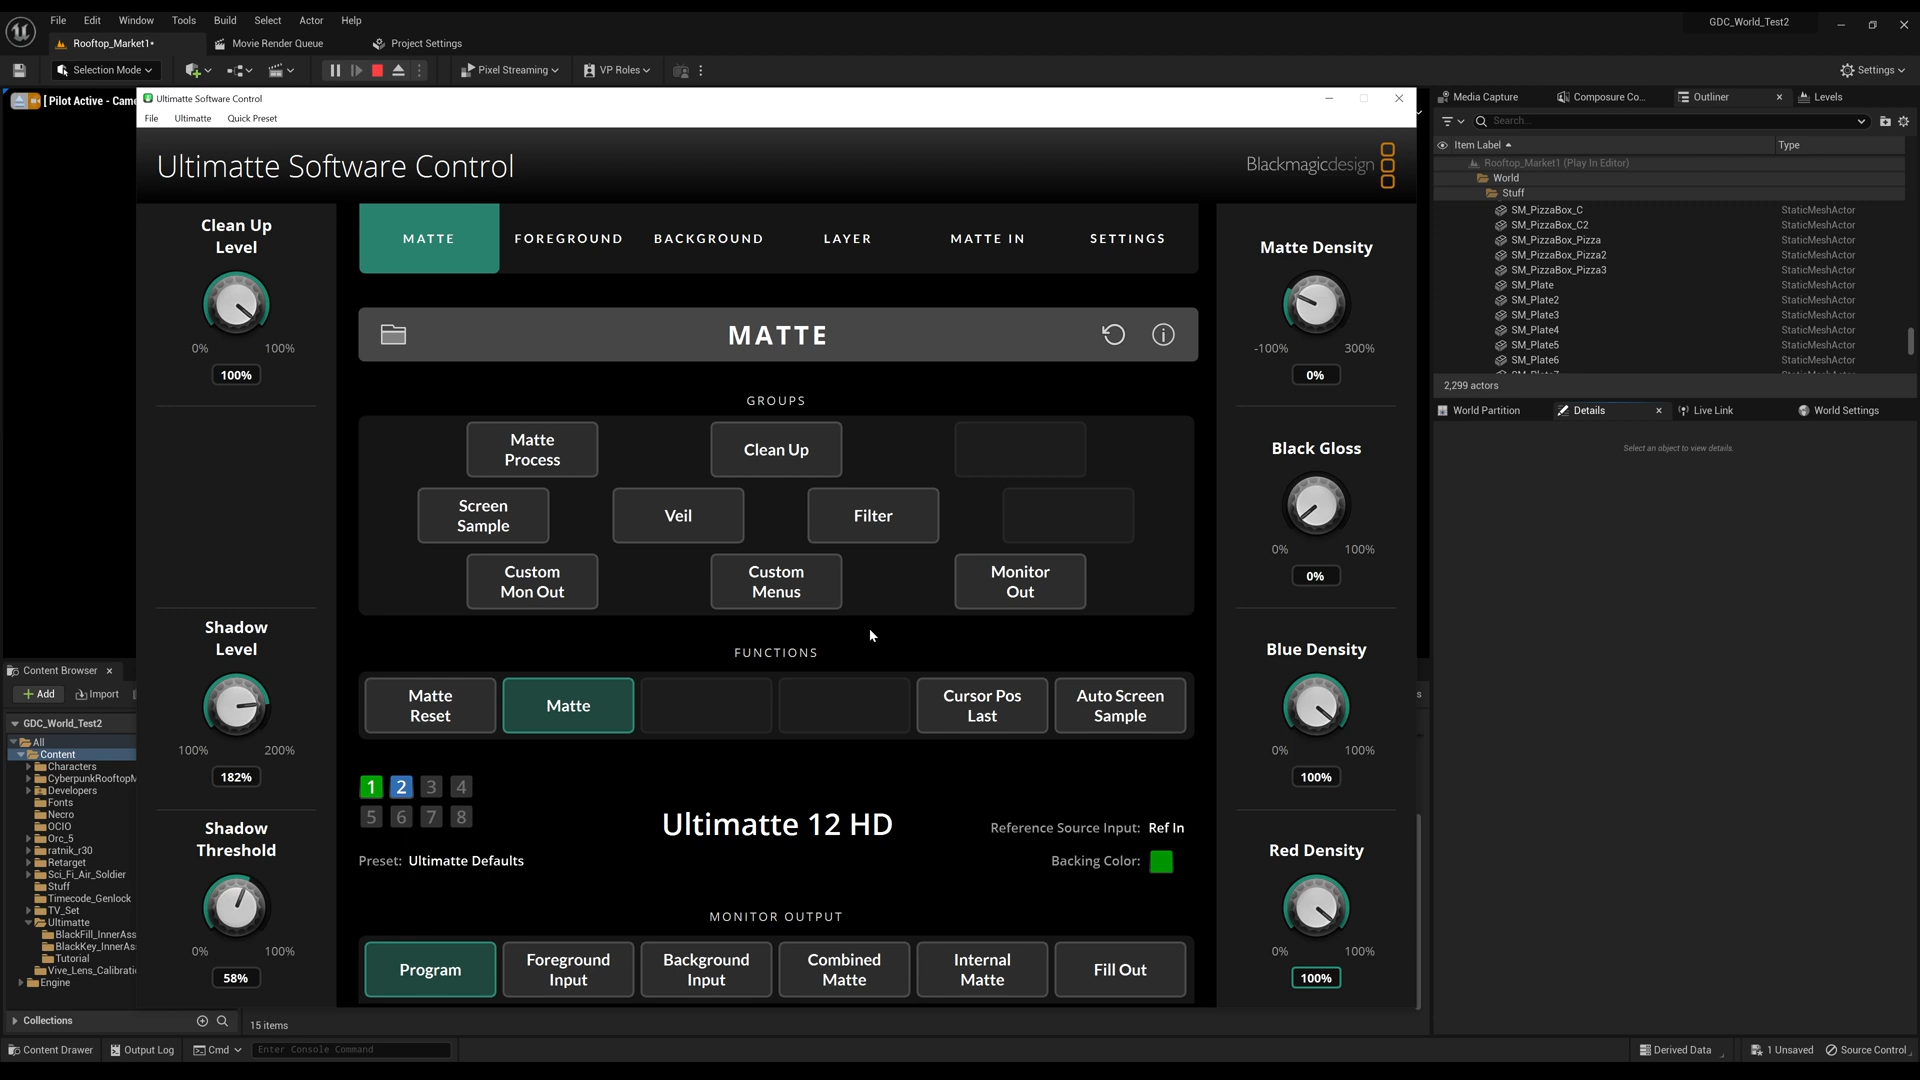 File Edit Window Tools Build Select Actor Help
GDC_World_Test2
Rooftop_Market1•
Movie Render Queue
Project Settings
Selection Mode
Pixel Streaming
VP Roles
Settings
[ Pilot Active - Came
Ultimatte Software Control
File Ultimatte Quick Preset
Ultimatte Software Control
Blackmagicdesign
Clean Up
Level
0% 100%
100%
Shadow
Level
100% 200%
182%
Shadow
Threshold
0% 100%
58%
MATTE FOREGROUND BACKGROUND LAYER MATTE IN SETTINGS
MATTE
GROUPS
Matte
Process
Clean Up
Screen
Sample
Veil
Filter
Custom
Mon Out
Custom
Menus
Monitor
Out
FUNCTIONS
Matte
Reset
Matte
Cursor Pos
Last
Auto Screen
Sample
1 2 3 4
5 6 7 8
Ultimatte 12 HD
Reference Source Input: Ref In
Preset: Ultimatte Defaults
Backing Color:
MONITOR OUTPUT
Program
Foreground
Input
Background
Input
Combined
Matte
Internal
Matte
Fill Out
Matte Density
-100% 300%
0%
Black Gloss
0% 100%
0%
Blue Density
0% 100%
100%
Red Density
0% 100%
100%
Media Capture
Composure Co...
Outliner
Levels
Search...
Item Label
Type
Rooftop_Market1 (Play In Editor)
World
Stuff
SM_PizzaBox_C StaticMeshActor
SM_PizzaBox_C2 StaticMeshActor
SM_PizzaBox_Pizza StaticMeshActor
SM_PizzaBox_Pizza2 StaticMeshActor
SM_PizzaBox_Pizza3 StaticMeshActor
SM_Plate StaticMeshActor
SM_Plate2 StaticMeshActor
SM_Plate3 StaticMeshActor
SM_Plate4 StaticMeshActor
SM_Plate5 StaticMeshActor
SM_Plate6 StaticMeshActor
2,299 actors
World Partition
Details
Live Link
World Settings
Select an object to view details.
Content Browser
Add
Import
GDC_World_Test2
All
Content
Characters
CyberpunkRooftopM
Developers
Fonts
Necro
OCIO
Orc_5
ratnik_r30
Retarget
Sci_Fi_Air_Soldier
Stuff
Timecode_Genlock
TV_Set
Ultimatte
BlackFill_InnerAss
BlackKey_InnerAs
Tutorial
Vive_Lens_Calibrati
Engine
Collections
15 items
Content Drawer
Output Log
Cmd
Enter Console Command
Derived Data
1 Unsaved
Source Control